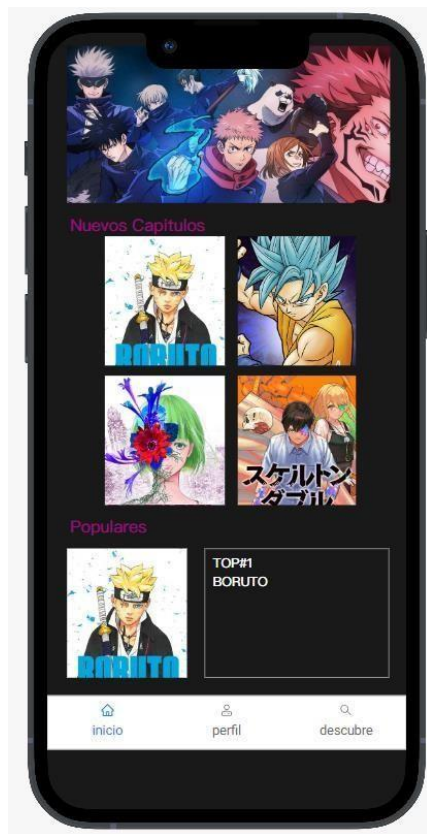 Nuevos Capitulos
BORUTO
スケルトン
ダブル
Populares
BORUTO
TOP#1
BORUTO
inicio
perfil
descubre